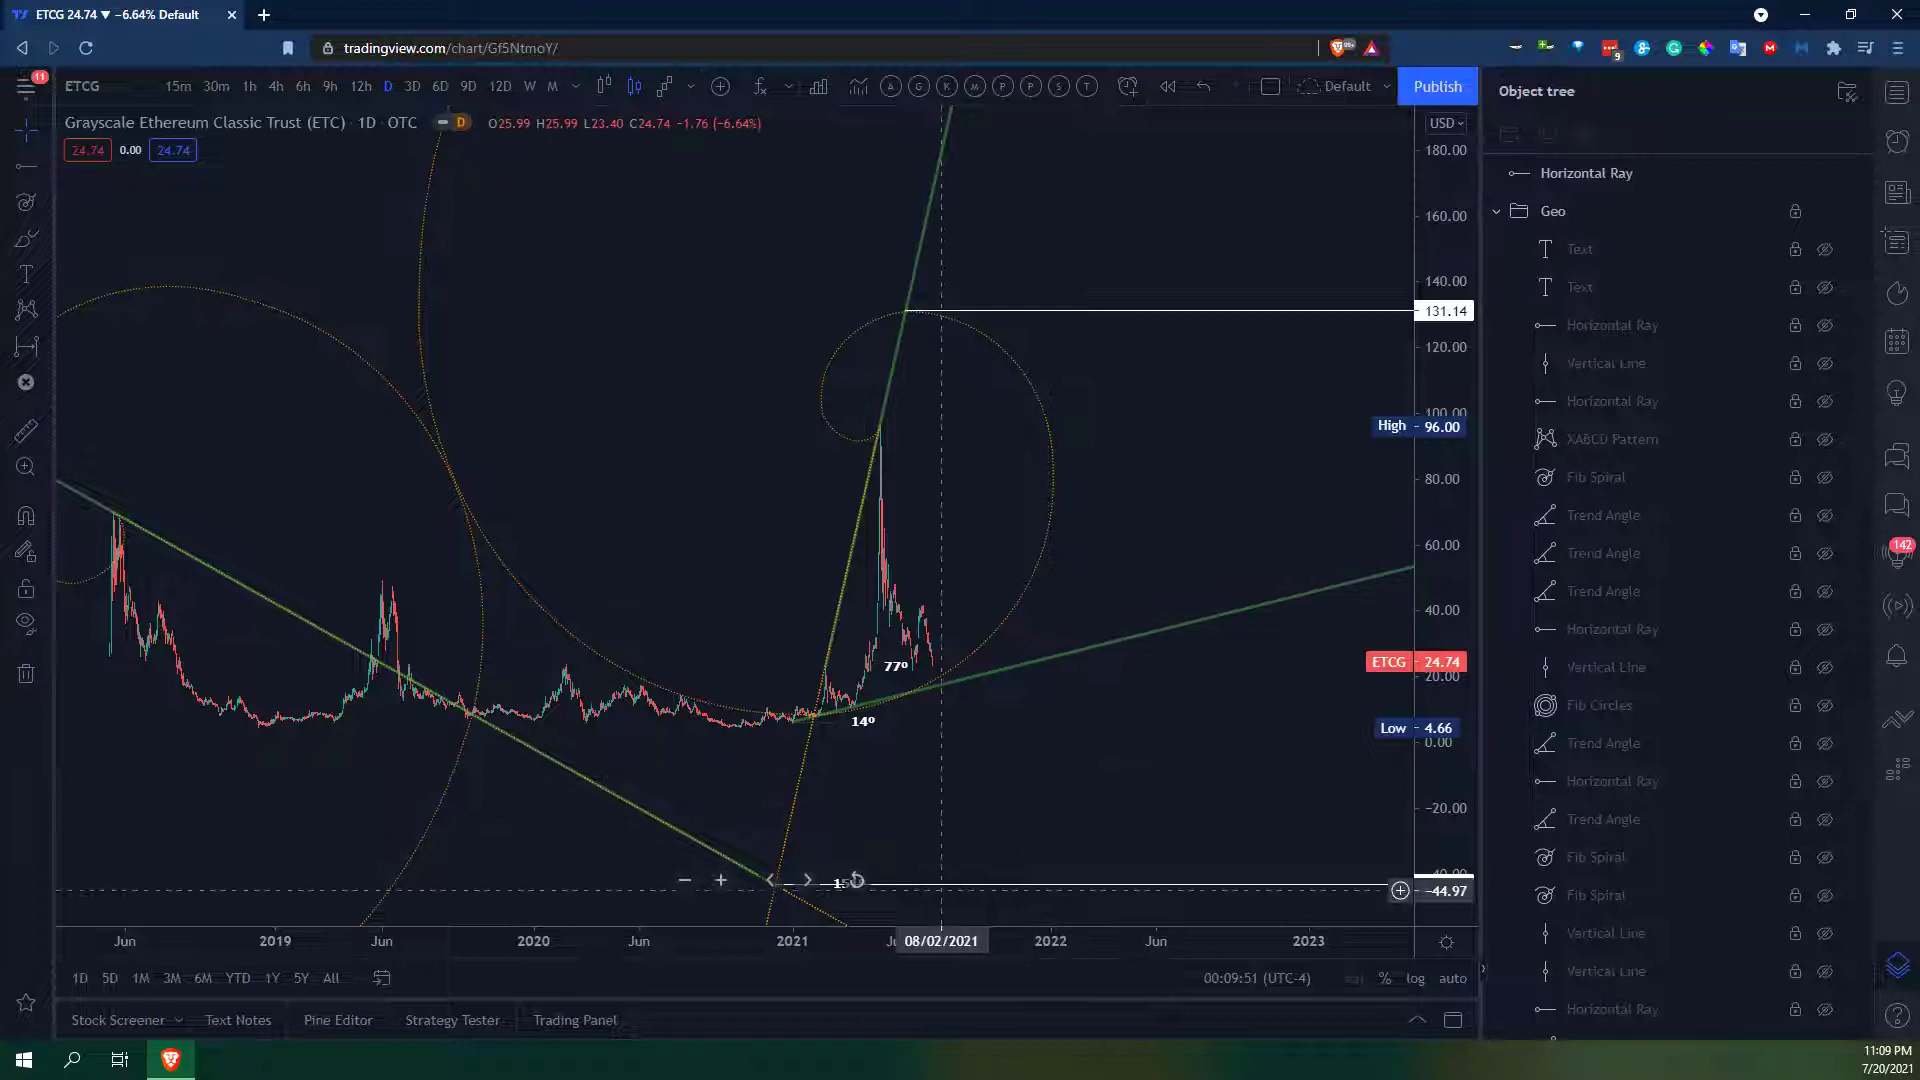 ETCG 24.74 ▼ −6.64% Default
tradingview.com/chart/Gf5NtmoY/
99+
9
11
ETCG
15m 30m 1h 4h 6h 9h 12h D 3D 6D 9D 12D W M
A G K M P P S T
Default
Publish
Object tree
Grayscale Ethereum Classic Trust (ETC) · 1D · OTC
D
O25.99 H25.99 L23.40 C24.74 −1.76 (−6.64%)
USD
24.74 0.00 24.74
180.00
160.00
140.00
131.14
120.00
100.00
High 96.00
80.00
60.00
40.00
ETCG 24.74
20.00
Low 4.66
0.00
−20.00
−44.97
77º
14º
Jun 2019 Jun 2020 Jun 2021 08/02/2021 2022 Jun 2023
1D 5D 1M 3M 6M YTD 1Y 5Y All
00:09:51 (UTC-4)
% log auto
Stock Screener Text Notes Pine Editor Strategy Tester Trading Panel
Horizontal Ray
Geo
Text
Text
Horizontal Ray
Vertical Line
Horizontal Ray
XABCD Pattern
Fib Spiral
Trend Angle
Trend Angle
Trend Angle
Horizontal Ray
Vertical Line
Fib Circles
Trend Angle
Horizontal Ray
Trend Angle
Fib Spiral
Fib Spiral
Vertical Line
Vertical Line
Horizontal Ray
142
11:09 PM
7/20/2021